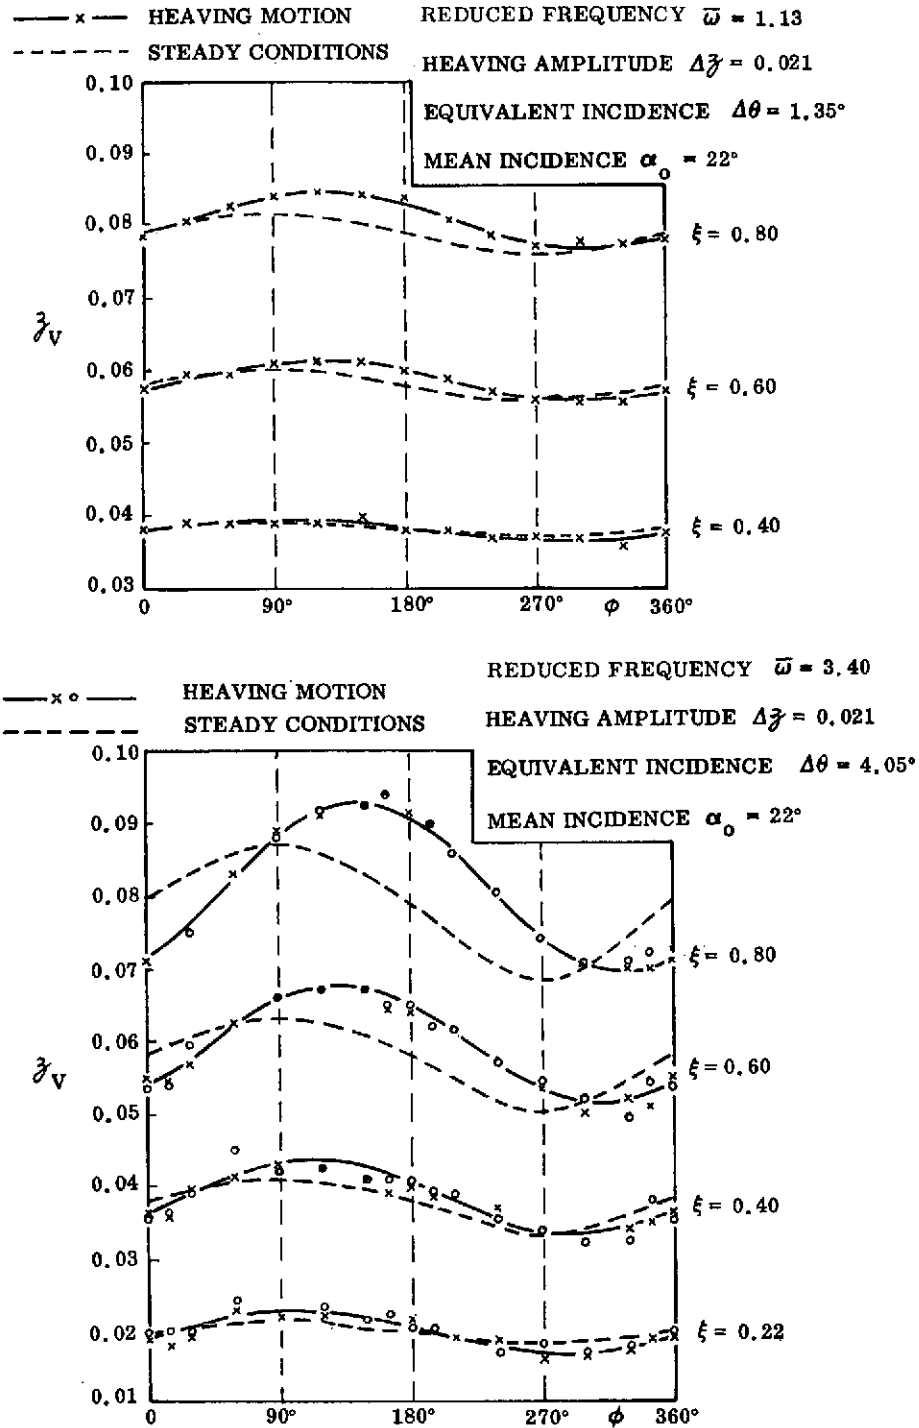 x HEAVING MOTION
STEADY CONDITIONS
REDUCED FREQUENCY ω̅ = 1.13
HEAVING AMPLITUDE Δʒ = 0.021
EQUIVALENT INCIDENCE Δθ = 1.35°
MEAN INCIDENCE α₀ = 22°
0.10
0.09
0.08
0.07
0.06
0.05
0.04
0.03
ʒV
ξ = 0.80
ξ = 0.60
ξ = 0.40
0 90° 180° 270° φ 360°
x o HEAVING MOTION
STEADY CONDITIONS
REDUCED FREQUENCY ω̅ = 3.40
HEAVING AMPLITUDE Δʒ = 0.021
EQUIVALENT INCIDENCE Δθ = 4.05°
MEAN INCIDENCE α₀ = 22°
0.10
0.09
0.08
0.07
0.06
0.05
0.04
0.03
0.02
0.01
ʒV
ξ = 0.80
ξ = 0.60
ξ = 0.40
ξ = 0.22
0 90° 180° 270° φ 360°